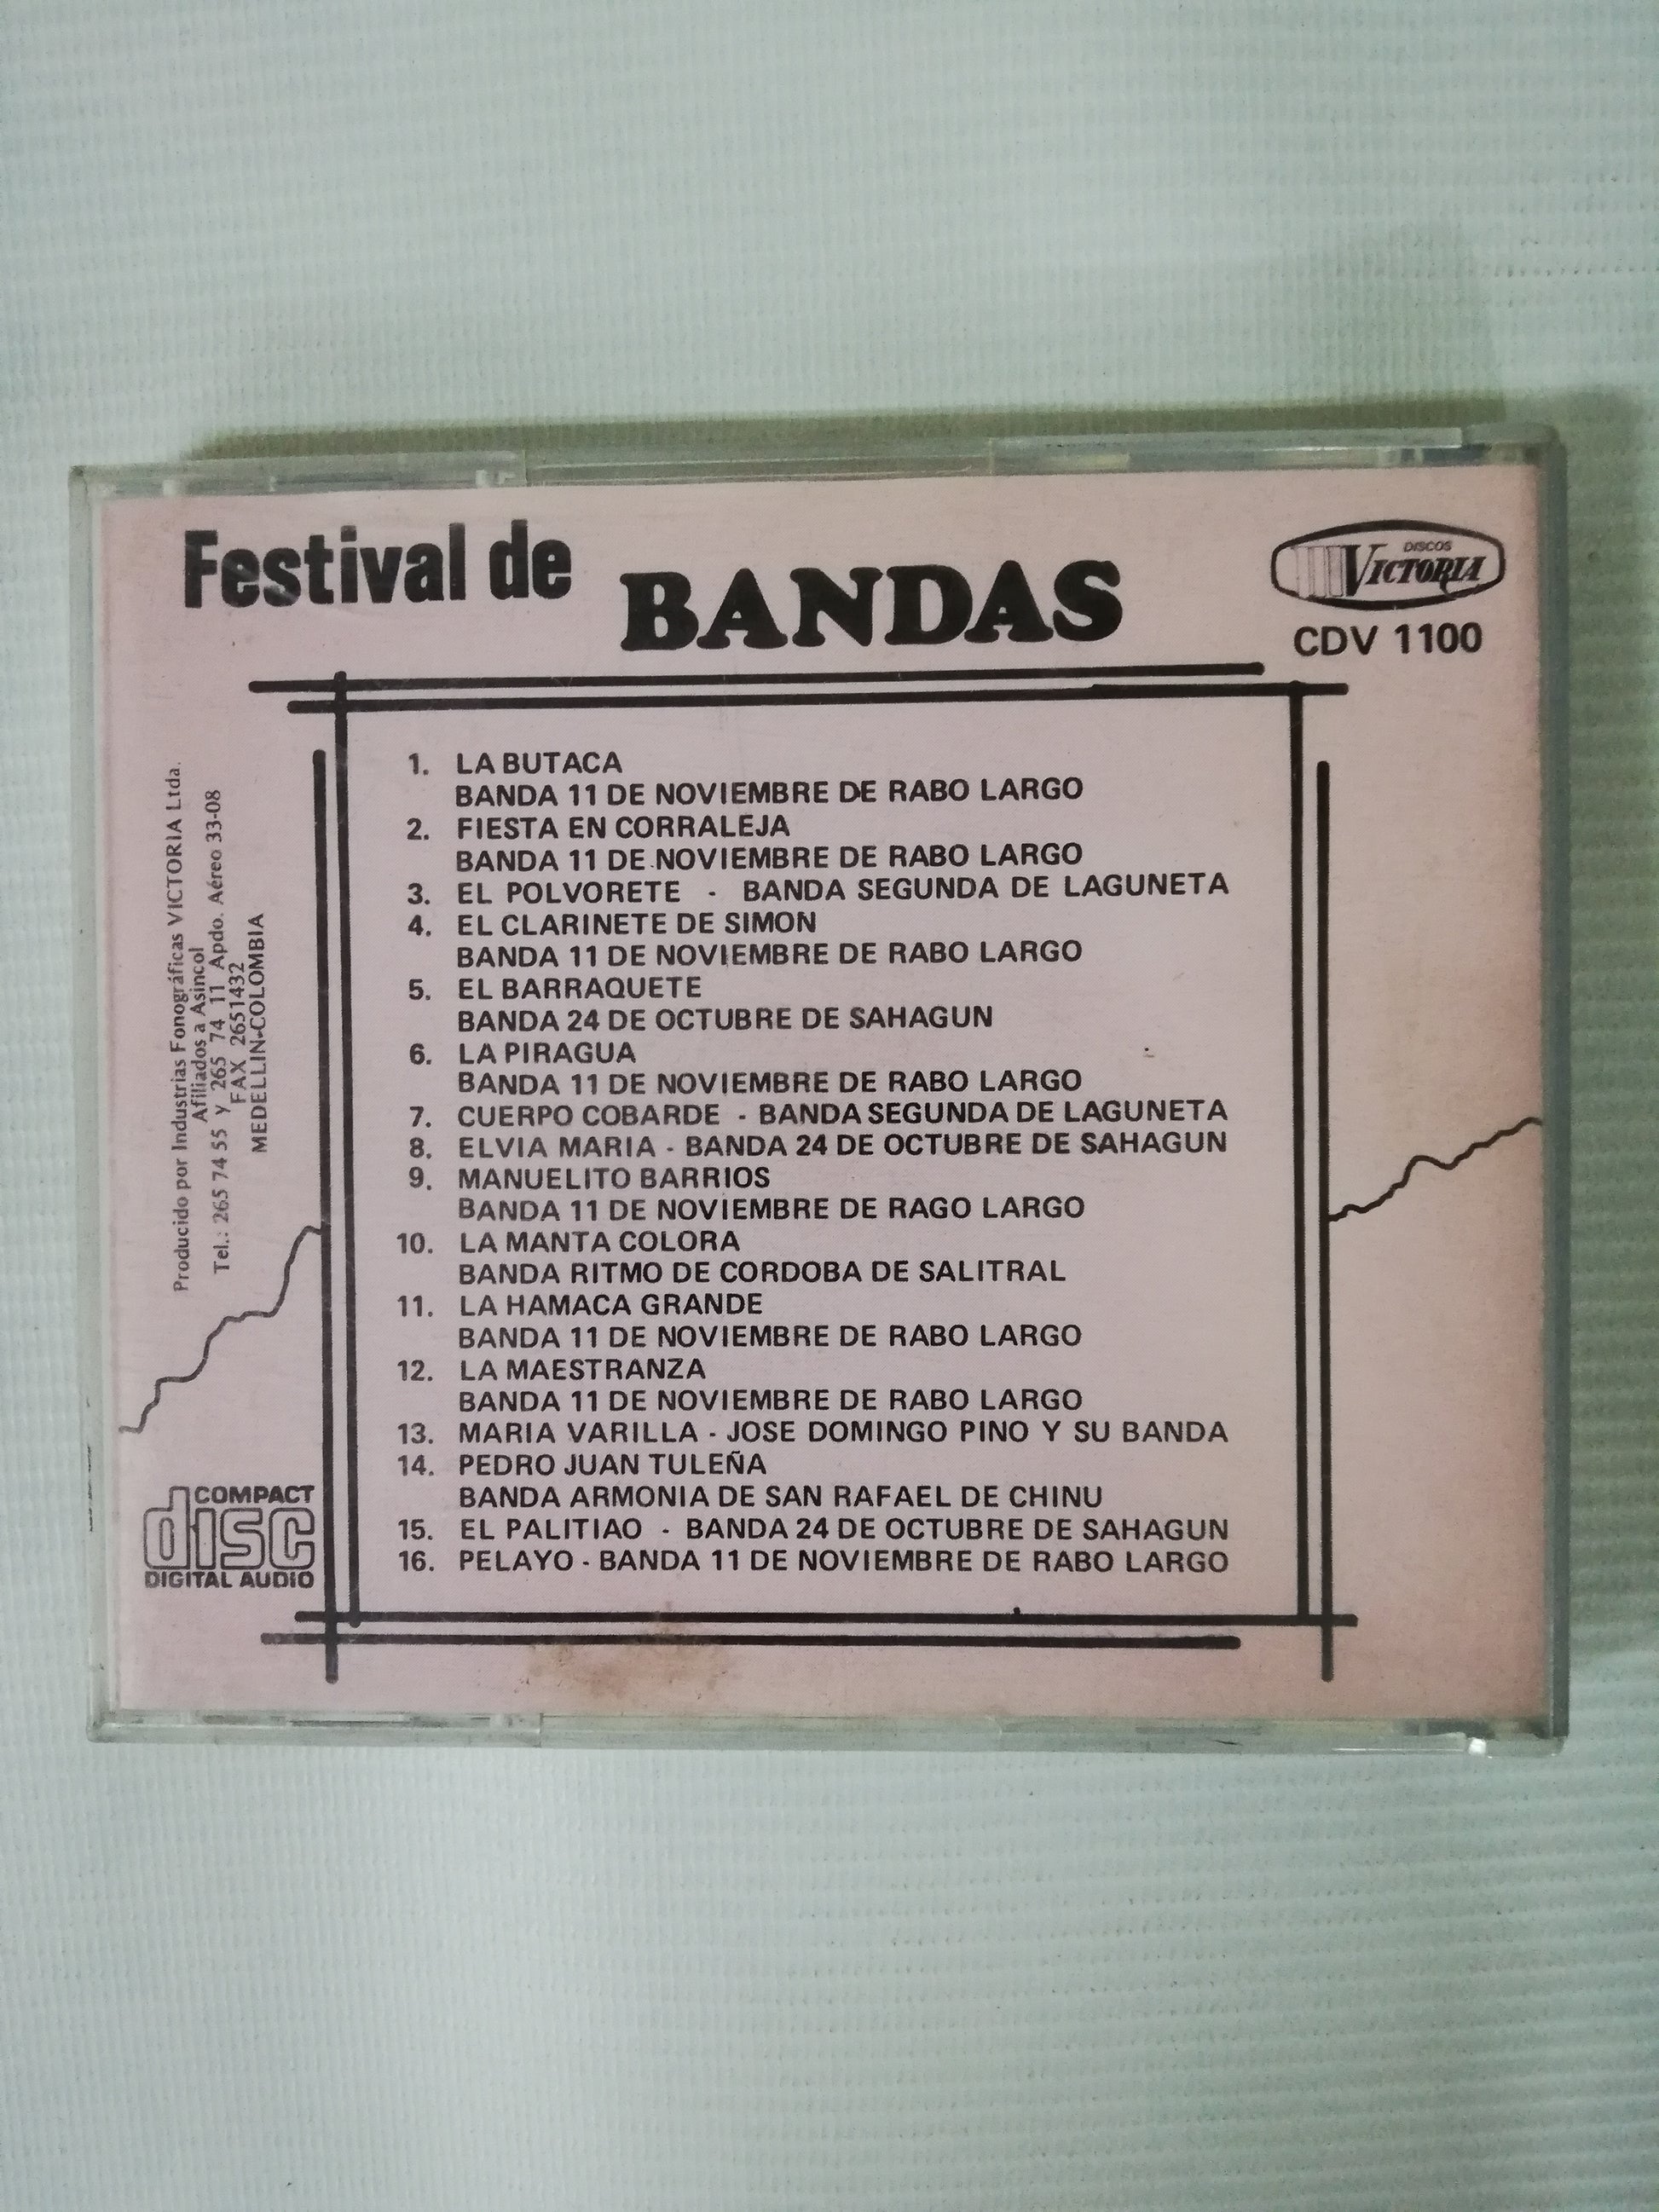 Festival de
BANDAS
DISCOS
VICTORIA
CDV 1100
1. LA BUTACA
BANDA 11 DE NOVIEMBRE DE RABO LARGO
2. FIESTA EN CORRALEJA
BANDA 11 DE NOVIEMBRE DE RABO LARGO
3. EL POLVORETE - BANDA SEGUNDA DE LAGUNETA
4. EL CLARINETE DE SIMON
BANDA 11 DE NOVIEMBRE DE RABO LARGO
5. EL BARRAQUETE
BANDA 24 DE OCTUBRE DE SAHAGUN
6. LA PIRAGUA
BANDA 11 DE NOVIEMBRE DE RABO LARGO
7. CUERPO COBARDE - BANDA SEGUNDA DE LAGUNETA
8. ELVIA MARIA - BANDA 24 DE OCTUBRE DE SAHAGUN
9. MANUELITO BARRIOS
BANDA 11 DE NOVIEMBRE DE RAGO LARGO
10. LA MANTA COLORA
BANDA RITMO DE CORDOBA DE SALITRAL
11. LA HAMACA GRANDE
BANDA 11 DE NOVIEMBRE DE RABO LARGO
12. LA MAESTRANZA
BANDA 11 DE NOVIEMBRE DE RABO LARGO
13. MARIA VARILLA - JOSE DOMINGO PINO Y SU BANDA
14. PEDRO JUAN TULEÑA
BANDA ARMONIA DE SAN RAFAEL DE CHINU
15. EL PALITIAO - BANDA 24 DE OCTUBRE DE SAHAGUN
16. PELAYO - BANDA 11 DE NOVIEMBRE DE RABO LARGO
Producido por Industrias Fonográficas VICTORIA Ltda.
Afiliados a Asincol
Tel.: 265 74 55 y 265 74 11 Apdo. Aéreo 33-08
FAX 2651432
MEDELLIN-COLOMBIA
COMPACT
disc
DIGITAL AUDIO